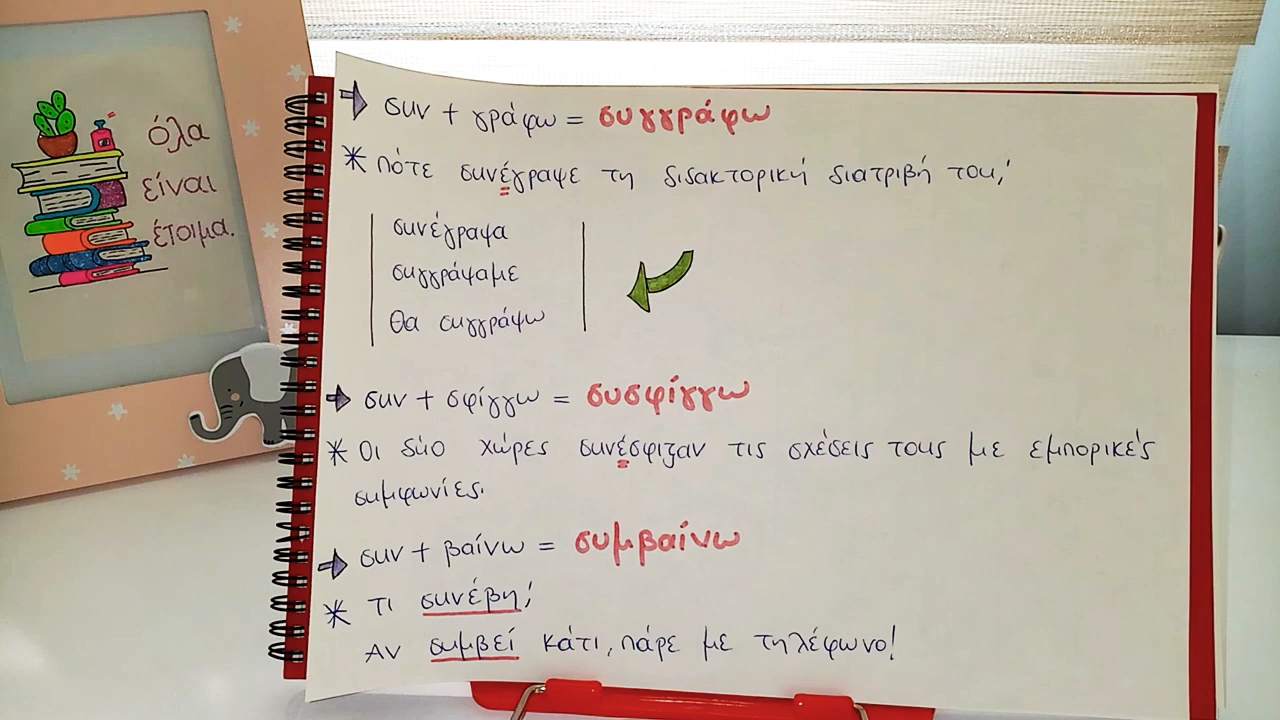 όλα
είναι
έτοιμα.
συν + γράφω = συγγράφω
* πότε συνέγραψε τη διδακτορική διατριβή του;
συνέγραψα
συγγράψαμε
θα συγγράψω
συν + σφίγγω = συσφίγγω
* Οι δύο χώρες συνέσφιξαν τις σχέσεις τους με εμπορικές
συμφωνίες.
συν + βαίνω = συμβαίνω
* Τι συνέβη;
Αν συμβεί κάτι, πάρε με τηλέφωνο!